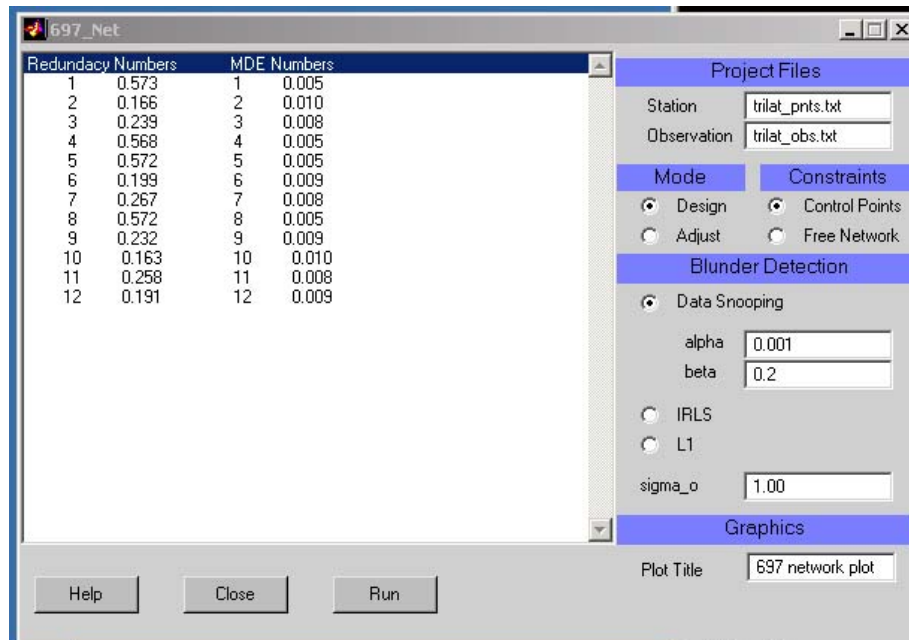 697_Net
Redundacy Numbers MDE Numbers
1 0.573 1 0.005
2 0.166 2 0.010
3 0.239 3 0.008
4 0.568 4 0.005
5 0.572 5 0.005
6 0.199 6 0.009
7 0.267 7 0.008
8 0.572 8 0.005
9 0.232 9 0.009
10 0.163 10 0.010
11 0.258 11 0.008
12 0.191 12 0.009
Help Close Run
Project Files
Station trilat_pnts.txt
Observation trilat_obs.txt
Mode Constraints
Design Control Points
Adjust Free Network
Blunder Detection
Data Snooping
alpha 0.001
beta 0.2
IRLS
L1
sigma_o 1.00
Graphics
Plot Title 697 network plot